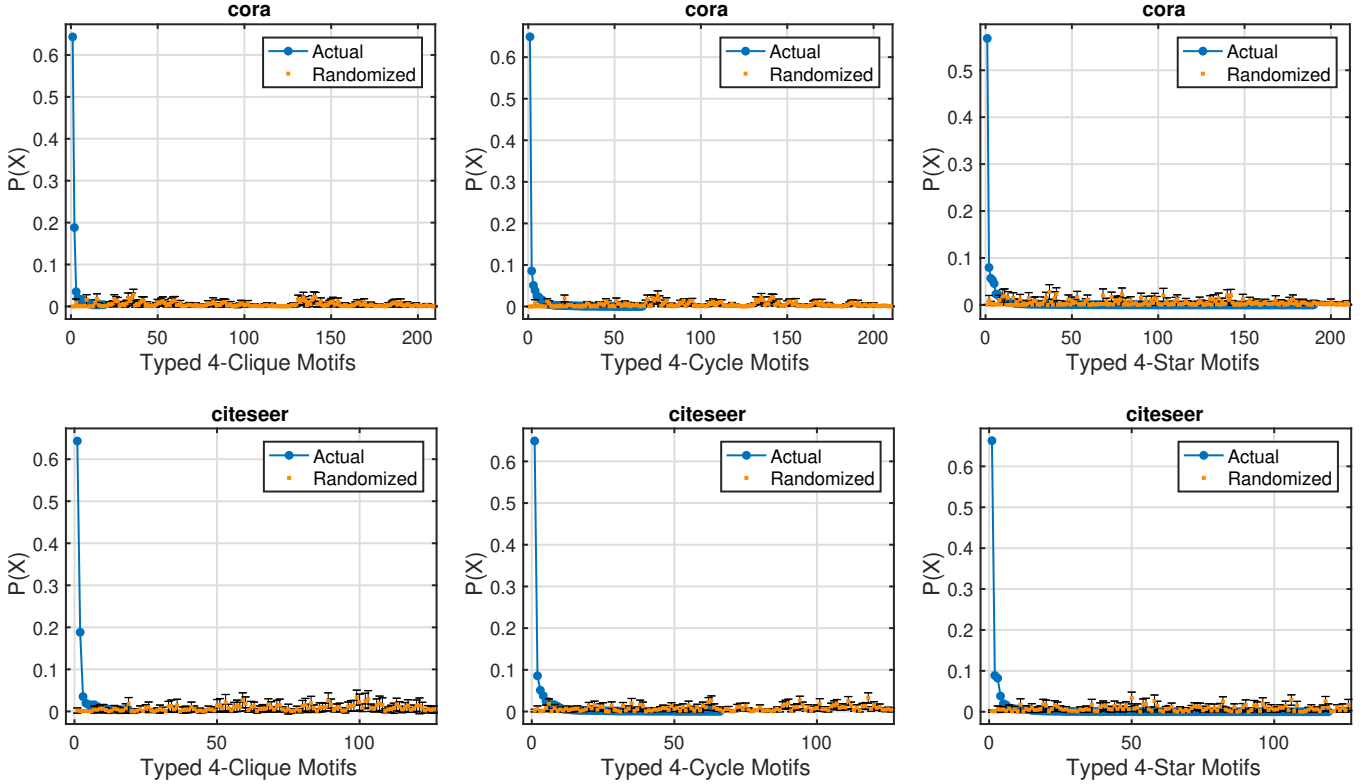 cora
P(X)
0.6
0.5
0.4
0.3
0.2
0.1
0
Actual
Randomized
0 50 100 150 200
Typed 4-Clique Motifs
cora
P(X)
0.6
0.5
0.4
0.3
0.2
0.1
0
Actual
Randomized
0 50 100 150 200
Typed 4-Cycle Motifs
cora
P(X)
0.5
0.4
0.3
0.2
0.1
0
Actual
Randomized
0 50 100 150 200
Typed 4-Star Motifs
citeseer
P(X)
0.6
0.5
0.4
0.3
0.2
0.1
0
Actual
Randomized
0 50 100
Typed 4-Clique Motifs
citeseer
P(X)
0.6
0.5
0.4
0.3
0.2
0.1
0
Actual
Randomized
0 50 100
Typed 4-Cycle Motifs
citeseer
P(X)
0.6
0.5
0.4
0.3
0.2
0.1
0
Actual
Randomized
0 50 100
Typed 4-Star Motifs